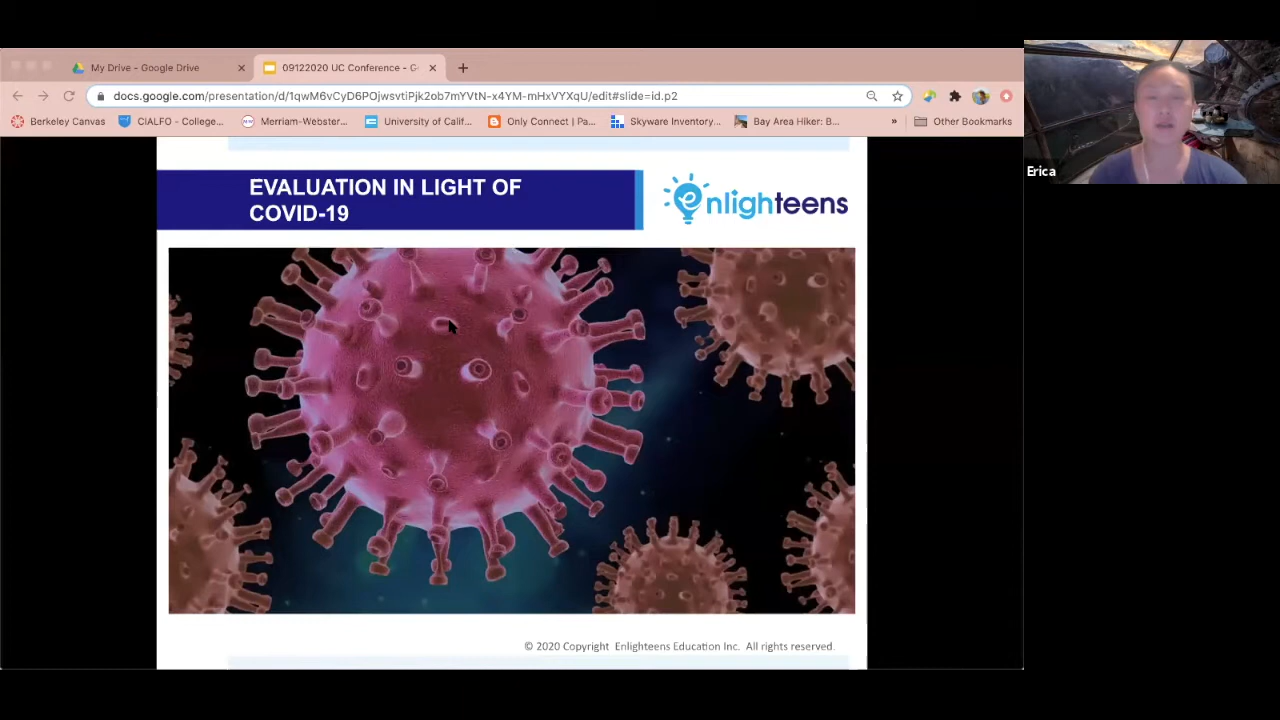 My Drive - Google Drive
09122020 UC Conference - G
docs.google.com/presentation/d/1qwM6vCyD6POjwsvtiPjk2ob7mYVtN-x4YM-mHxVYXqU/edit#slide=id.p2
Berkeley Canvas
CIALFO - College...
Merriam-Webster...
University of Calif...
Only Connect | Pa...
Skyware Inventory...
Bay Area Hiker: B...
»
Other Bookmarks
Erica
EVALUATION IN LIGHT OF
COVID-19
enlighteens
© 2020 Copyright Enlighteens Education Inc. All rights reserved.